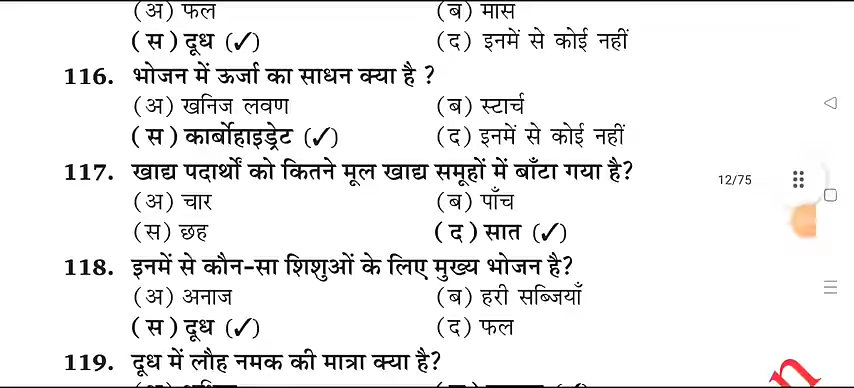 (अ) फल (ब) मांस
(स) दूध (✓) (द) इनमें से कोई नहीं
116. भोजन में ऊर्जा का साधन क्या है ?
(अ) खनिज लवण (ब) स्टार्च
(स) कार्बोहाइड्रेट (✓) (द) इनमें से कोई नहीं
117. खाद्य पदार्थों को कितने मूल खाद्य समूहों में बाँटा गया है?
12/75
(अ) चार (ब) पाँच
(स) छह (द) सात (✓)
118. इनमें से कौन-सा शिशुओं के लिए मुख्य भोजन है?
(अ) अनाज (ब) हरी सब्जियाँ
(स) दूध (✓) (द) फल
119. दूध में लौह नमक की मात्रा क्या है?